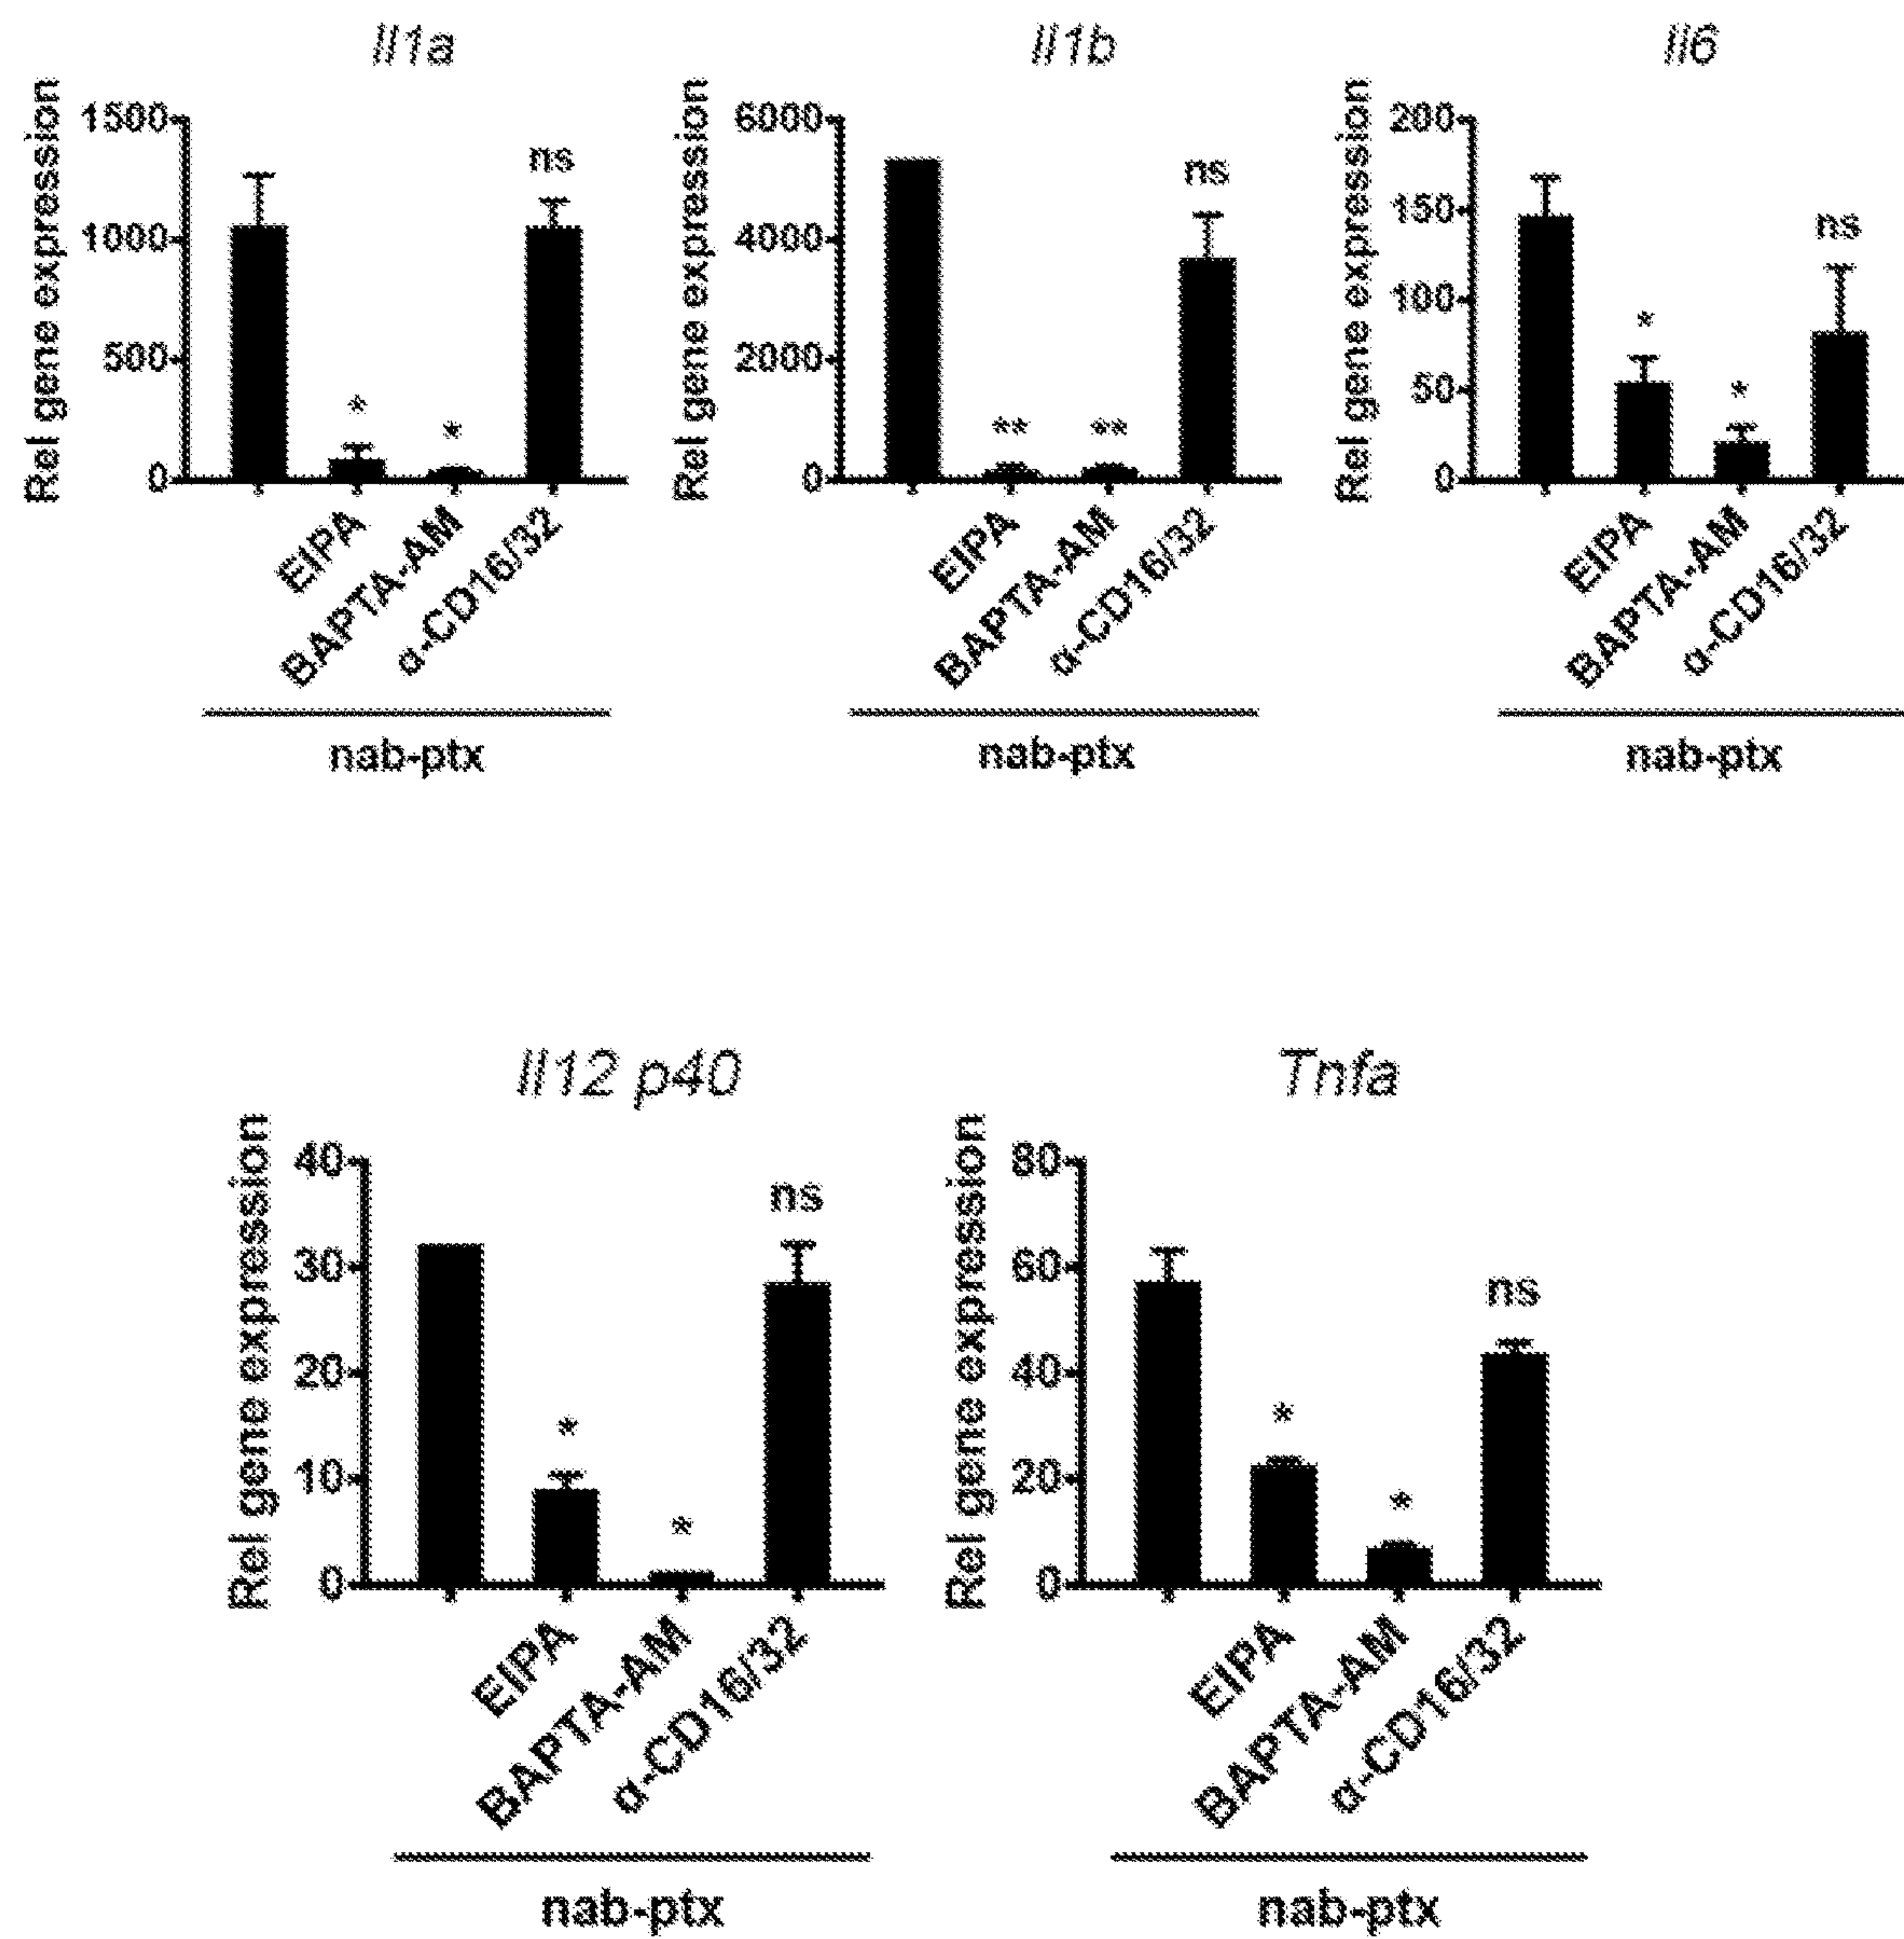 Il1a
Rel gene expression
1500
1000
500
0
*
*
ns
EIPA
BAPTA-AM
α-CD16/32
nab-ptx
Il1b
Rel gene expression
6000
4000
2000
0
**
**
ns
EIPA
BAPTA-AM
α-CD16/32
nab-ptx
Il6
Rel gene expression
200
150
100
50
0
*
*
ns
EIPA
BAPTA-AM
α-CD16/32
nab-ptx
Il12 p40
Rel gene expression
40
30
20
10
0
*
*
ns
EIPA
BAPTA-AM
α-CD16/32
nab-ptx
Tnfa
Rel gene expression
80
60
40
20
0
*
*
ns
EIPA
BAPTA-AM
α-CD16/32
nab-ptx